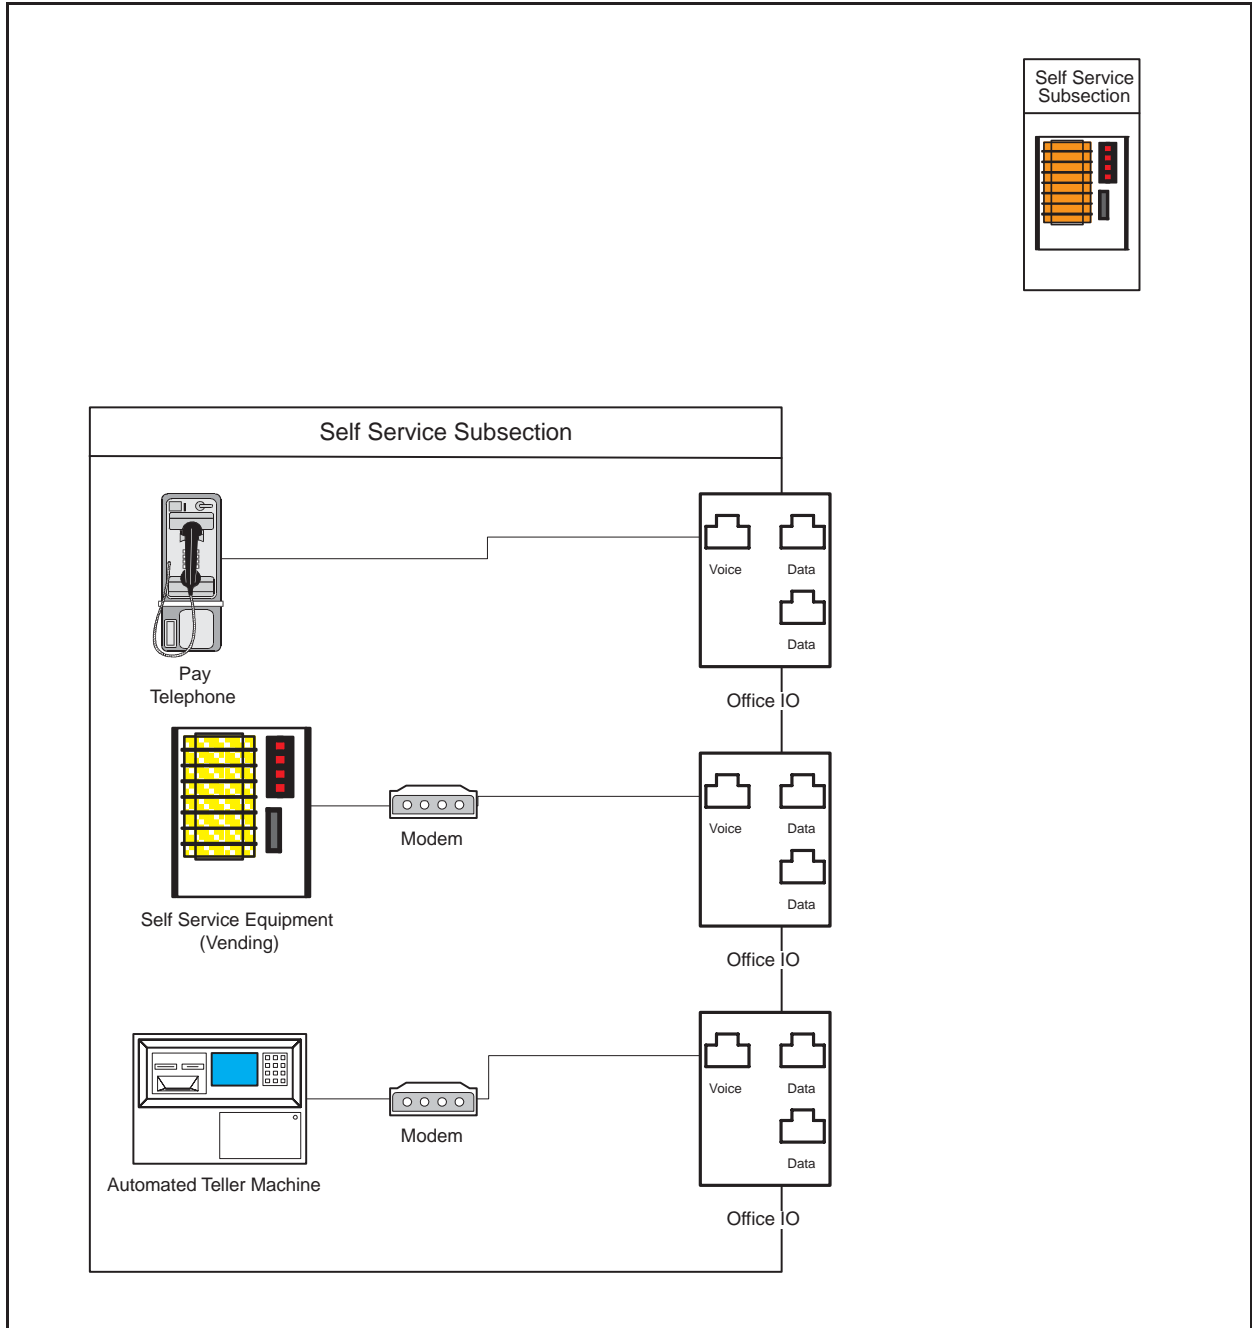 Self Service
Subsection
Self Service Subsection
Voice
Data
Data
Pay
Telephone
Office IO
Modem
Voice
Data
Data
Self Service Equipment
(Vending)
Office IO
Modem
Voice
Data
Data
Automated Teller Machine
Office IO